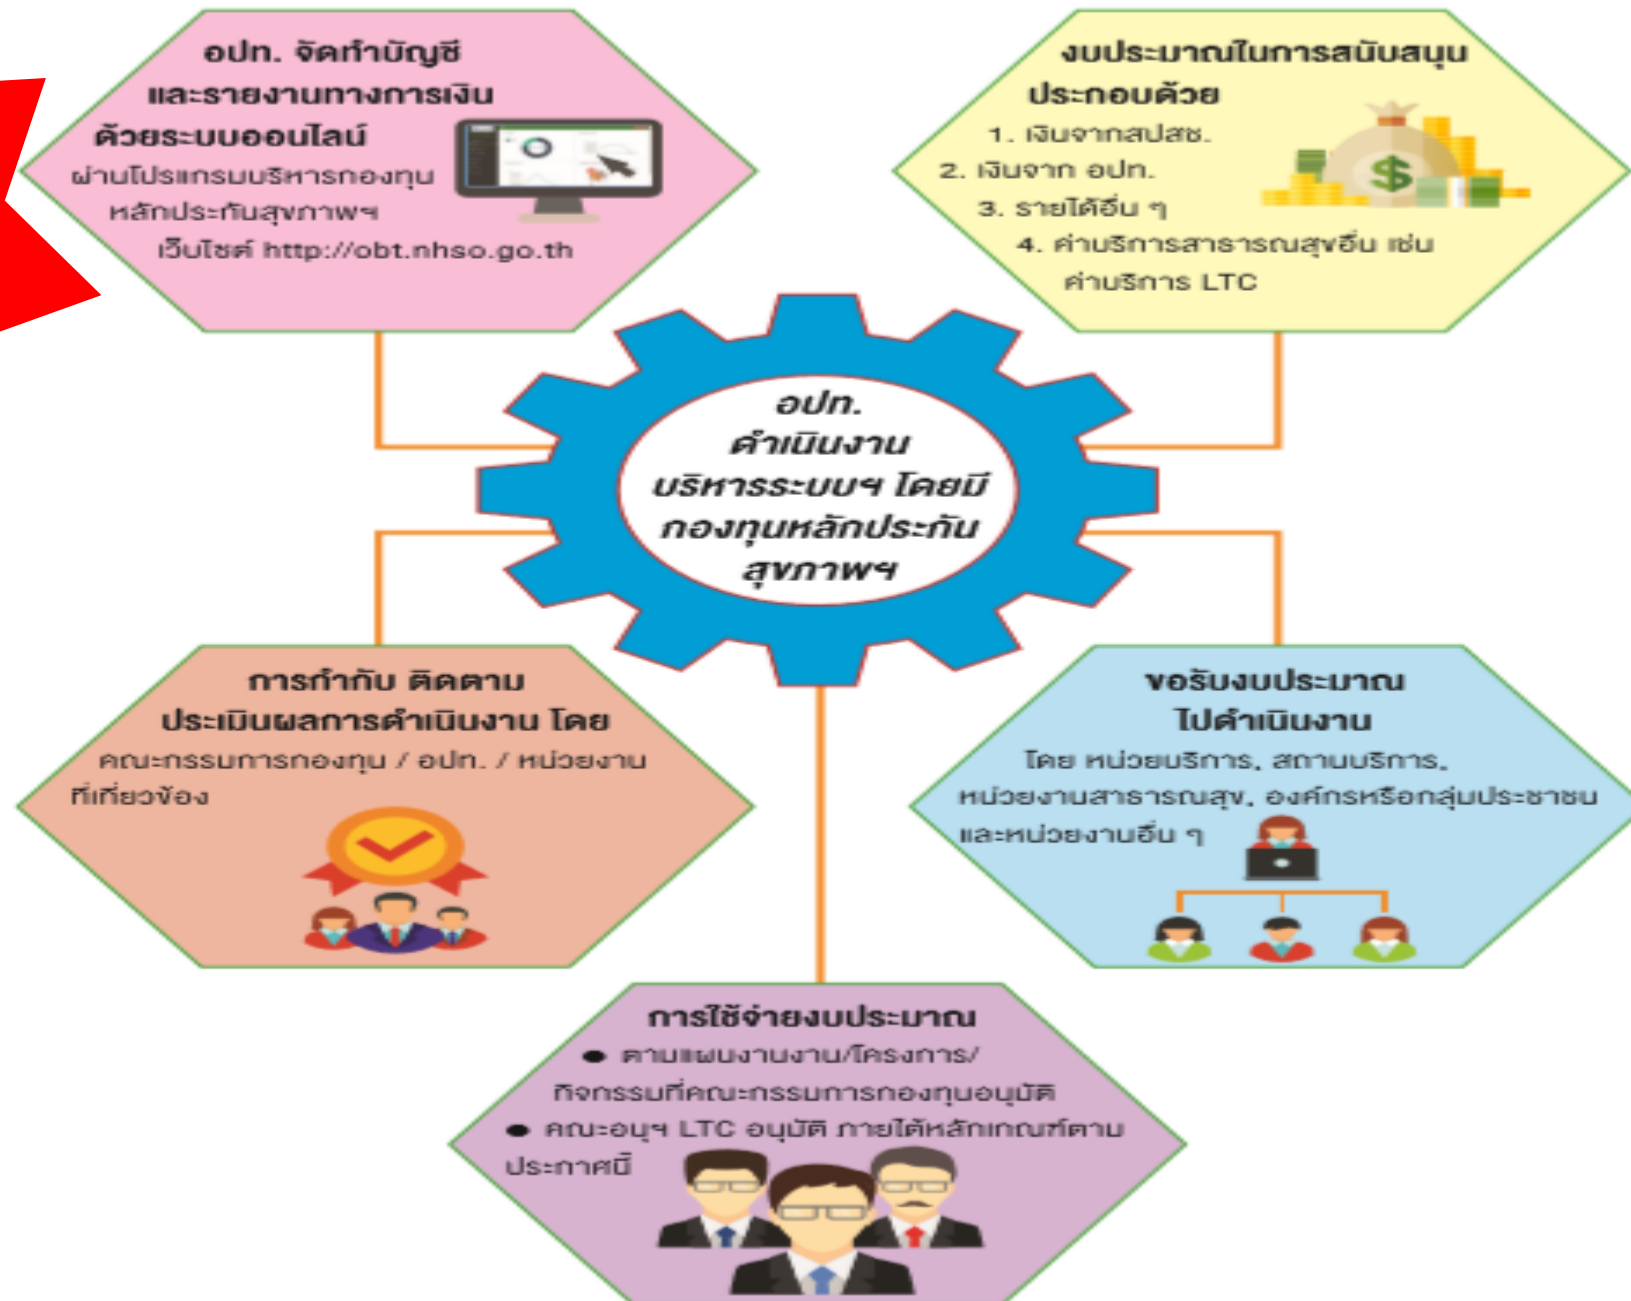 อปท. จัดทำบัญชี
และรายงานทางการเงิน
ด้วยระบบออนไลน์
ผ่านโปรแกรมบริหารกองทุน
หลักประกันสุขภาพฯ
เว็บไซต์ http://obt.nhso.go.th
งบประมาณในการสนับสนุน
ประกอบด้วย
1. เงินจากสปสช.
2. เงินจาก อปท.
3. รายได้อื่น ๆ
4. ค่าบริการสาธารณสุขอื่น เช่น
ค่าบริการ LTC
อปท.
ดำเนินงาน
บริหารระบบฯ โดยมี
กองทุนหลักประกัน
สุขภาพฯ
การกำกับ ติดตาม
ประเมินผลการดำเนินงาน โดย
คณะกรรมการกองทุน / อปท. / หน่วยงาน
ที่เกี่ยวข้อง
ขอรับงบประมาณ
ไปดำเนินงาน
โดย หน่วยบริการ, สถานบริการ,
หน่วยงานสาธารณสุข, องค์กรหรือกลุ่มประชาชน
และหน่วยงานอื่น ๆ
การใช้จ่ายงบประมาณ
● ตามแผนงานงาน/โครงการ/
กิจกรรมที่คณะกรรมการกองทุนอนุมัติ
● คณะอนุฯ LTC อนุมัติ ภายใต้หลักเกณฑ์ตาม
ประกาศนี้